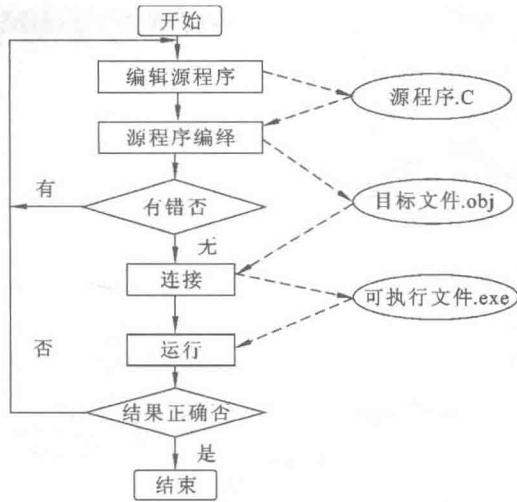 开始
编辑源程序
源程序.C
源程序编绎
有
有错否
目标文件.obj
无
连接
可执行文件.exe
否
运行
结果正确否
是
结束